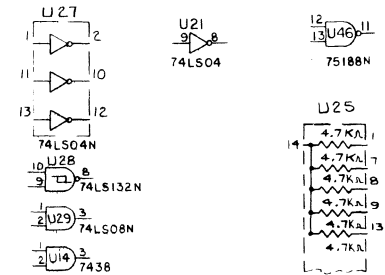 U27
1 2
11 10
13 12
74LS04N
U21
9 8
74LS04
12 U46 11
13
75188N
U28
10 8
9
74LS132N
1 U29 3
2
74LS08N
1 U14 3
2
7438
U25
14
4.7KΩ 1
4.7KΩ 7
4.7KΩ 8
4.7KΩ 9
4.7KΩ 13
4.7KΩ